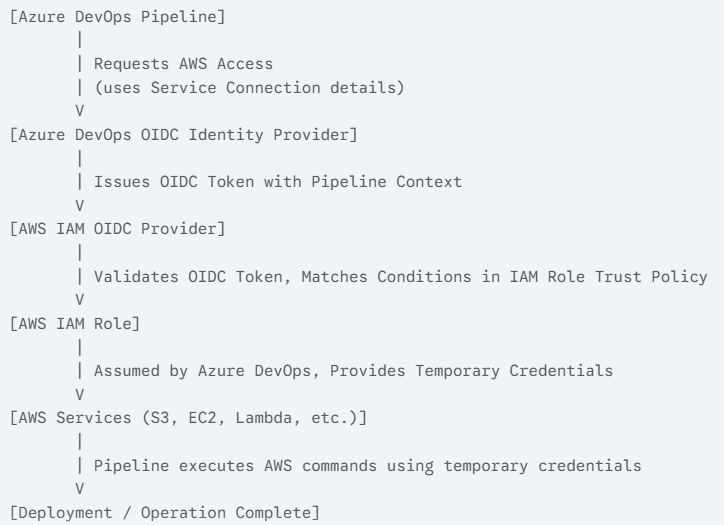 [Azure DevOps Pipeline]
|
| Requests AWS Access
| (uses Service Connection details)
V
[Azure DevOps OIDC Identity Provider]
|
| Issues OIDC Token with Pipeline Context
V
[AWS IAM OIDC Provider]
|
| Validates OIDC Token, Matches Conditions in IAM Role Trust Policy
V
[AWS IAM Role]
|
| Assumed by Azure DevOps, Provides Temporary Credentials
V
[AWS Services (S3, EC2, Lambda, etc.)]
|
| Pipeline executes AWS commands using temporary credentials
V
[Deployment / Operation Complete]